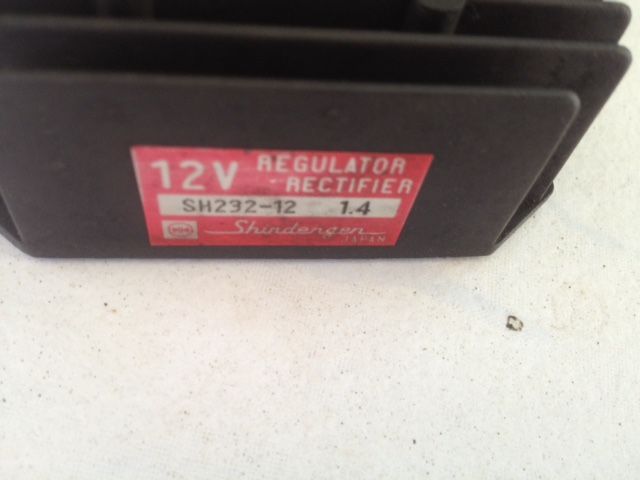 12V REGULATOR
RECTIFIER
SH232-12 1.4
Shindengen
JAPAN